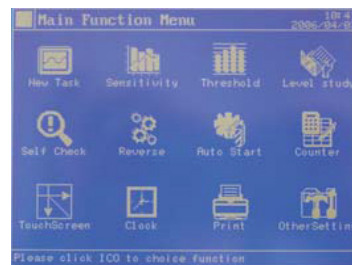 Main Function Menu
2006/04/0
New Task Sensitivity Threshold Level study
Self Check Reverse Auto Start Counter
TouchScreen Clock Print OtherSettin
Please click ICO to choice function